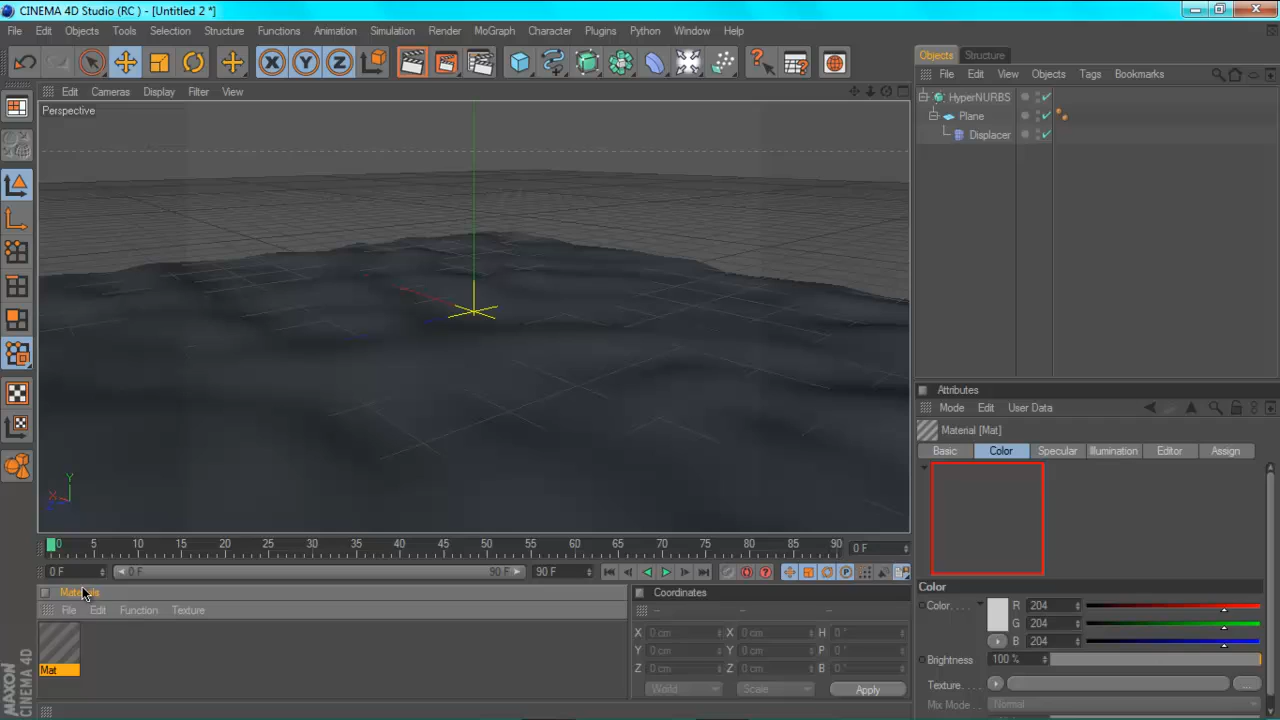 CINEMA 4D Studio (RC ) - [Untitled 2 *]
File Edit Objects Tools Selection Structure Functions Animation Simulation Render MoGraph Character Plugins Python Window Help
Objects Structure
File Edit View Objects Tags Bookmarks
Edit Cameras Display Filter View
Perspective
HyperNURBS
Plane
Displacer
X Y Z
Y
X
Attributes
Mode Edit User Data
Material [Mat]
Basic Color Specular Illumination Editor Assign
0 5 10 15 20 25 30 35 40 45 50 55 60 65 70 75 80 85 90 0 F
0 F 0 F 90 F 90 F
Materials
File Edit Function Texture
Mat
Coordinates
-- -- --
X 0 cm X 0 cm H 0 °
Y 0 cm Y 0 cm P 0 °
Z 0 cm Z 0 cm B 0 °
World Scale Apply
Color
Color. . . . R 204
G 204
B 204
Brightness 100 %
Texture. . . . ...
Mix Mode Normal
MAXON
CINEMA 4D